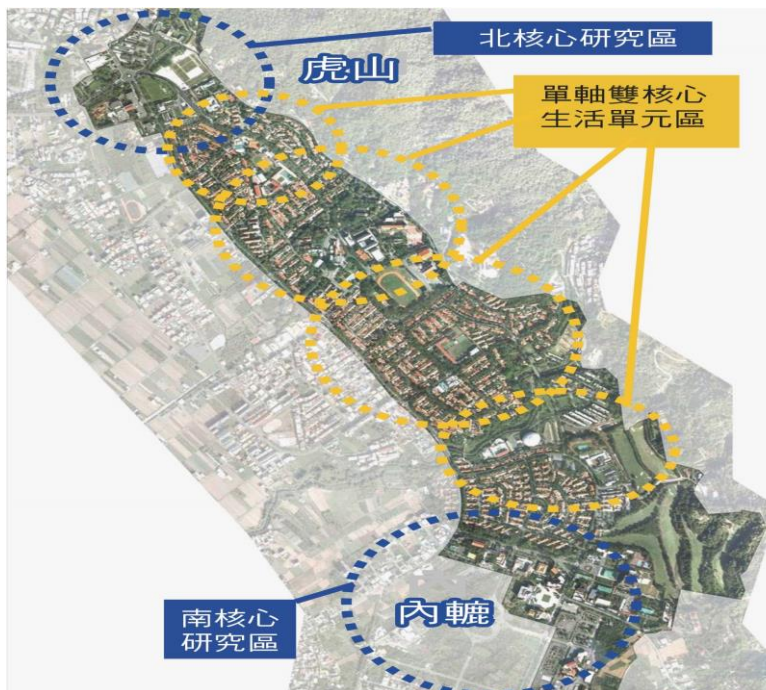 北核心研究區
虎山
單軸雙核心
生活單元區
南核心
研究區
內轆